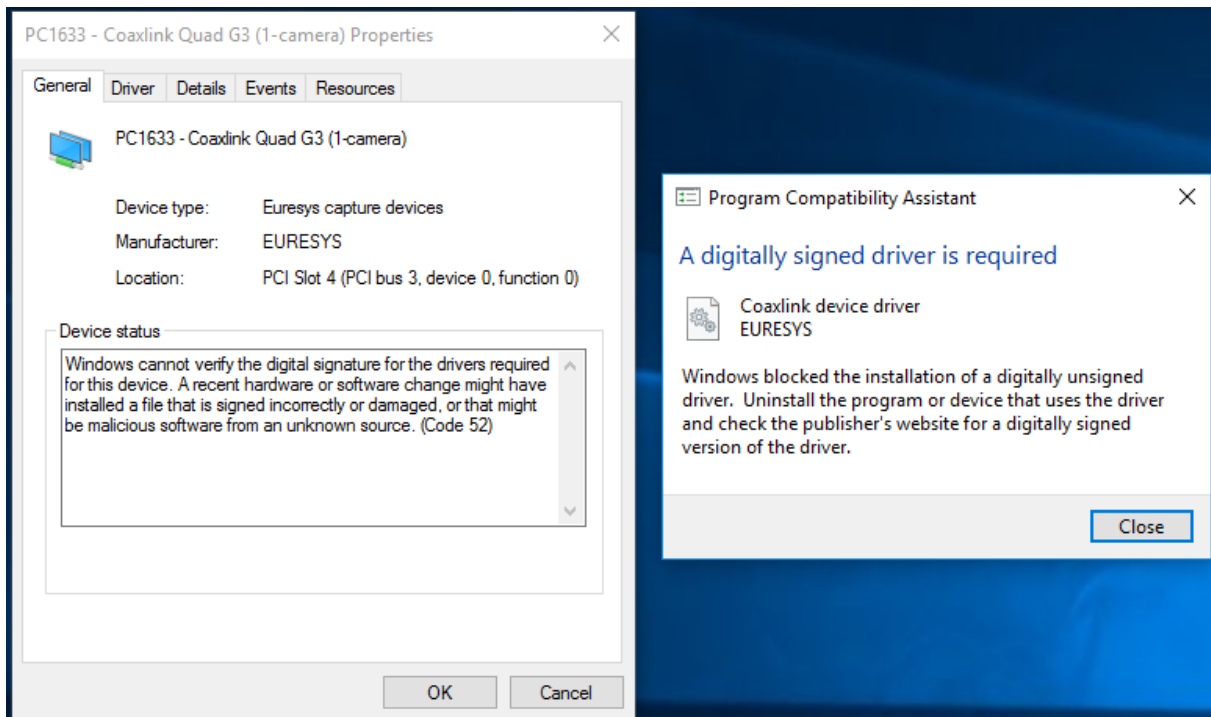 PC1633 - Coaxlink Quad G3 (1-camera) Properties
General Driver Details Events Resources
PC1633 - Coaxlink Quad G3 (1-camera)
Device type: Euresys capture devices
Manufacturer: EURESYS
Location: PCI Slot 4 (PCI bus 3, device 0, function 0)
Device status
Windows cannot verify the digital signature for the drivers required
for this device. A recent hardware or software change might have
installed a file that is signed incorrectly or damaged, or that might
be malicious software from an unknown source. (Code 52)
OK Cancel
Program Compatibility Assistant
A digitally signed driver is required
Coaxlink device driver
EURESYS
Windows blocked the installation of a digitally unsigned
driver. Uninstall the program or device that uses the driver
and check the publisher's website for a digitally signed
version of the driver.
Close